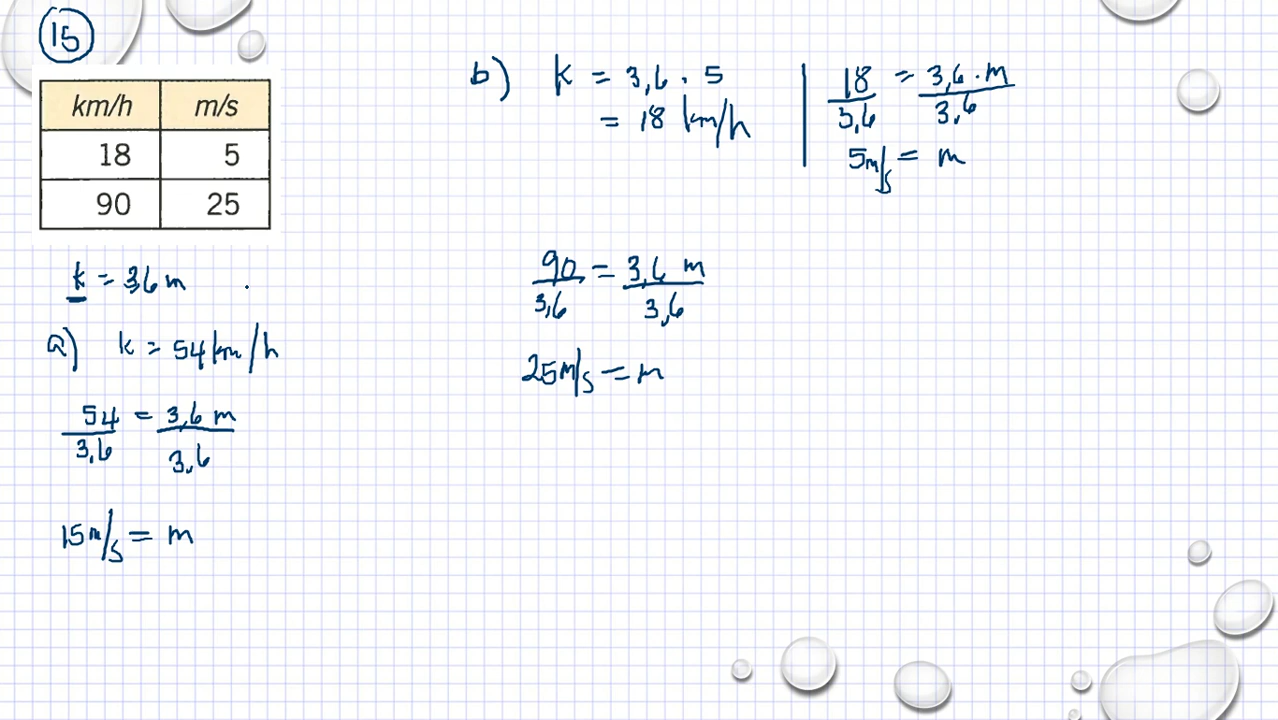 15
km/h m/s
18 5
90 25
k = 3,6 m
a) k = 54 km/h
54/3,6 = 3,6 m/3,6
15 m/s = m
b) k = 3,6 · 5
= 18 km/h
18/3,6 = 3,6 · m/3,6
5 m/s = m
90/3,6 = 3,6 m/3,6
25 m/s = m